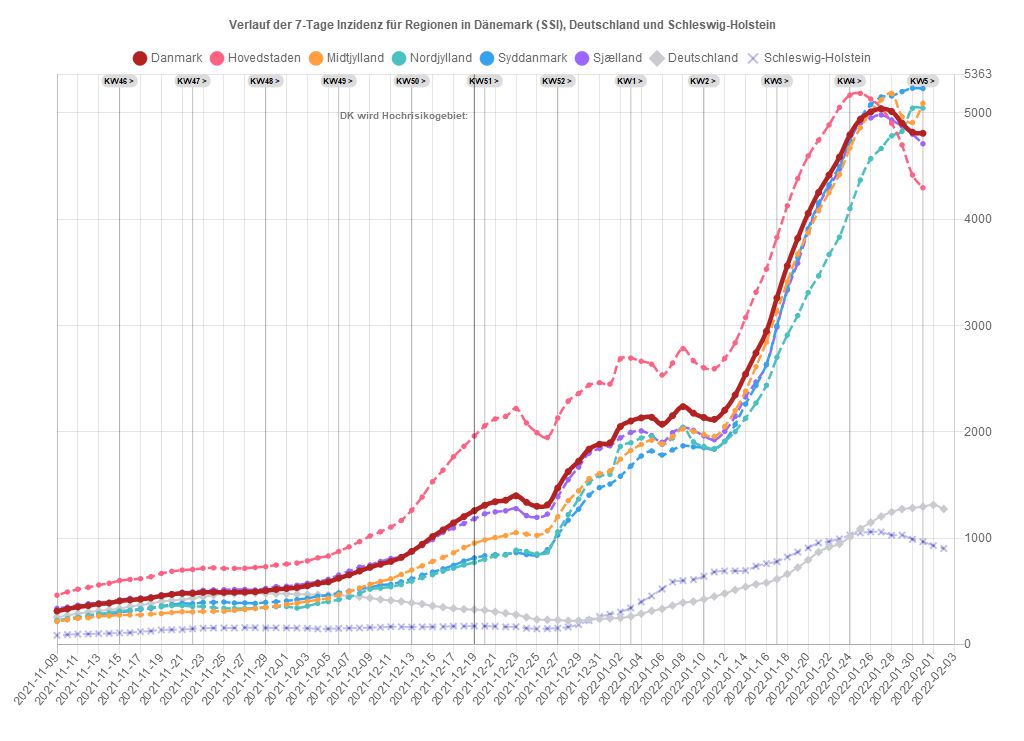 Verlauf der 7-Tage Inzidenz für Regionen in Dänemark (SSI), Deutschland und Schleswig-Holstein
Danmark Hovedstaden Midtjylland Nordjylland Syddanmark Sjælland Deutschland Schleswig-Holstein
KW46 > KW47 > KW48 > KW49 > KW50 > KW51 > KW52 > KW1 > KW2 > KW3 > KW4 > KW5 >
5363
DK wird Hochrisikogebiet:
5000
4000
3000
2000
1000
0
2021-11-09 2021-11-11 2021-11-13 2021-11-15 2021-11-17 2021-11-19 2021-11-21 2021-11-23 2021-11-25 2021-11-27 2021-11-29 2021-12-01 2021-12-03 2021-12-05 2021-12-07 2021-12-09 2021-12-11 2021-12-13 2021-12-15 2021-12-17 2021-12-19 2021-12-21 2021-12-23 2021-12-25 2021-12-27 2021-12-29 2021-12-31 2022-01-02 2022-01-04 2022-01-06 2022-01-08 2022-01-10 2022-01-12 2022-01-14 2022-01-16 2022-01-18 2022-01-20 2022-01-22 2022-01-24 2022-01-26 2022-01-28 2022-01-30 2022-02-01 2022-02-03